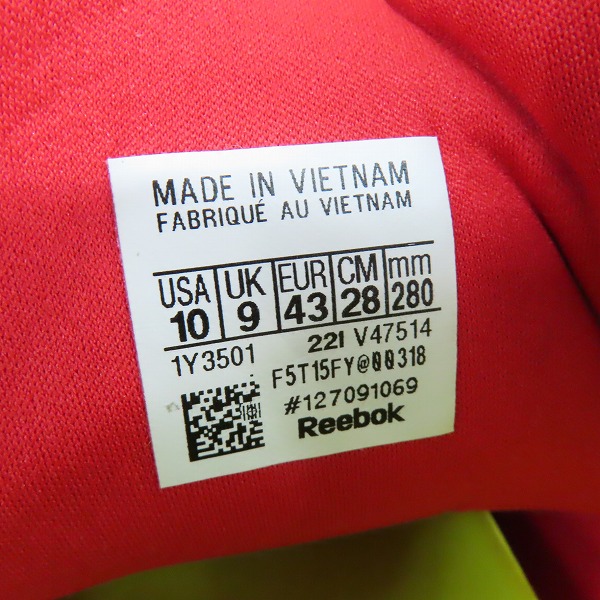 MADE IN VIETNAM
FABRIQUÉ AU VIETNAM
USA UK EUR CM mm
10 9 43 28 280
1Y3501 22I V47514
F5T15FY@00318
#127091069
Reebok